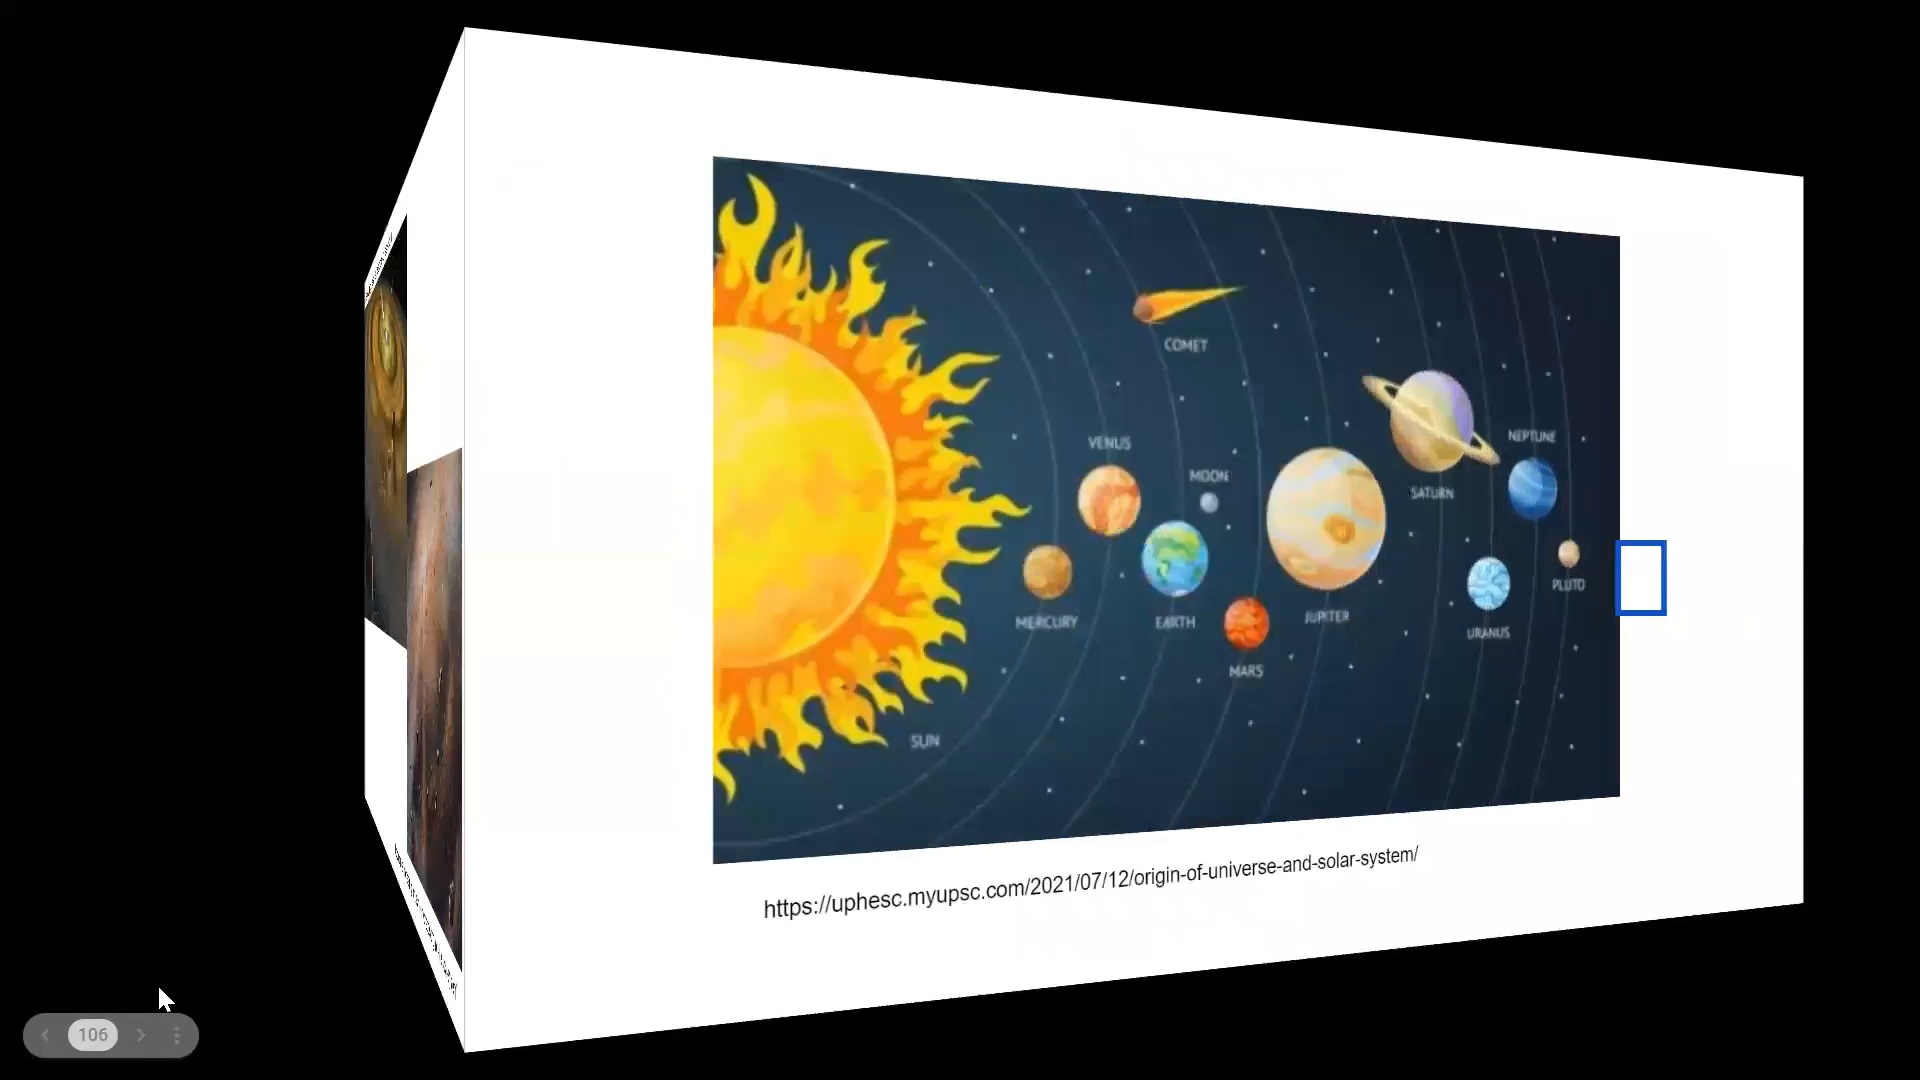 COMET
VENUS
NEPTUNE
MOON
SATURN
PLUTO
MERCURY
EARTH
JUPITER
URANUS
MARS
SUN
https://uphesc.myupsc.com/2021/07/12/origin-of-universe-and-solar-system/
106